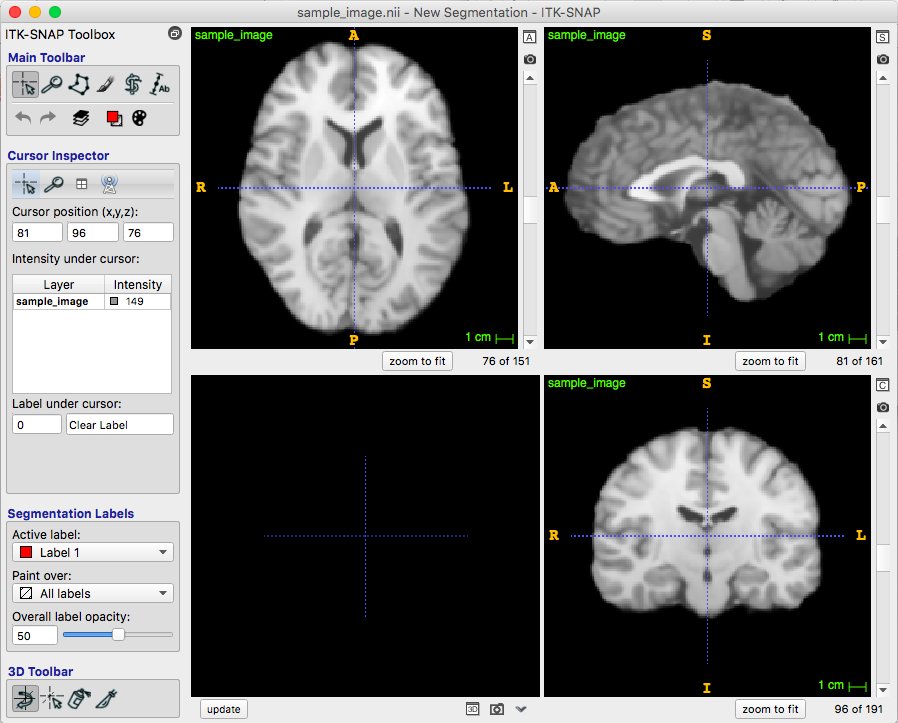 sample_image.nii - New Segmentation - ITK-SNAP
ITK-SNAP Toolbox
Main Toolbar
Ab
Cursor Inspector
Cursor position (x,y,z):
81 96 76
Intensity under cursor:
Layer Intensity
sample_image 149
Label under cursor:
0 Clear Label
Segmentation Labels
Active label:
Label 1
Paint over:
All labels
Overall label opacity:
50
3D Toolbar
sample_image
A
A
R
L
P
1 cm
zoom to fit 76 of 151
sample_image
S
S
A
P
I
1 cm
zoom to fit 81 of 161
update
3D
sample_image
S
C
R
L
I
1 cm
zoom to fit 96 of 191